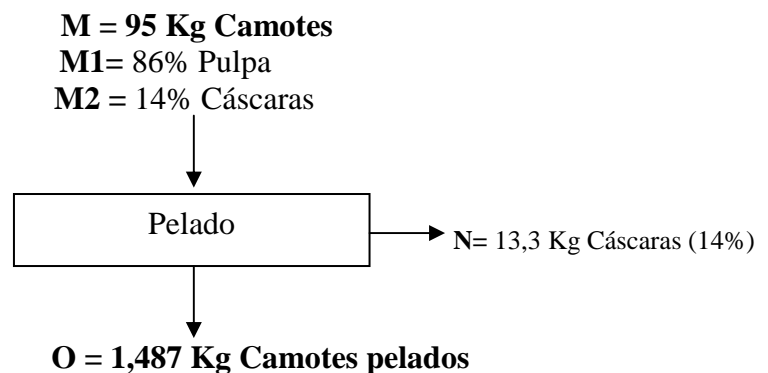 M = 95 Kg Camotes
M1= 86% Pulpa
M2 = 14% Cáscaras
Pelado
N= 13,3 Kg Cáscaras (14%)
O = 1,487 Kg Camotes pelados